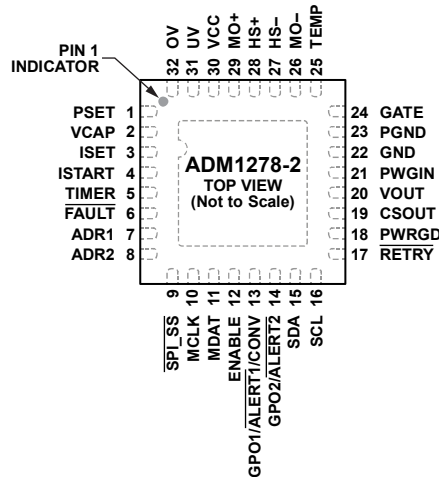 32 OV
31 UV
30 VCC
29 MO+
28 HS+
27 HS–
26 MO–
25 TEMP
PIN 1
INDICATOR
PSET 1
VCAP 2
ISET 3
ISTART 4
TIMER 5
FAULT 6
ADR1 7
ADR2 8
ADM1278-2
TOP VIEW
(Not to Scale)
24 GATE
23 PGND
22 GND
21 PWGIN
20 VOUT
19 CSOUT
18 PWRGD
17 RETRY
SPI_SS 9
MCLK 10
MDAT 11
ENABLE 12
GPO1/ALERT1/CONV 13
GPO2/ALERT2 14
SDA 15
SCL 16